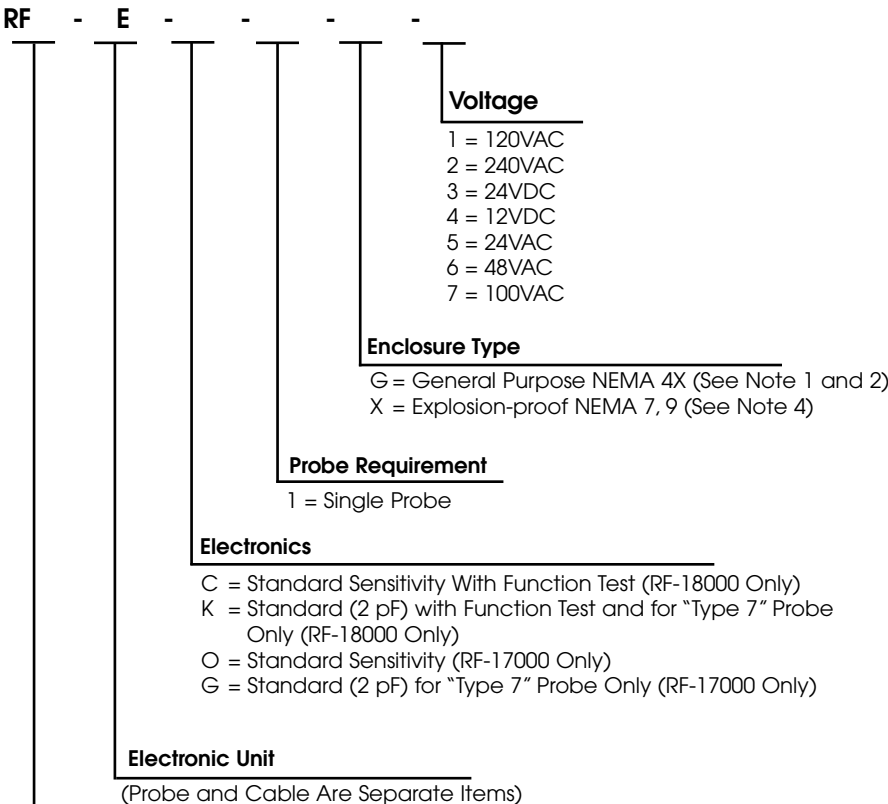 RF - E - - - -
Voltage
1 = 120VAC
2 = 240VAC
3 = 24VDC
4 = 12VDC
5 = 24VAC
6 = 48VAC
7 = 100VAC
Enclosure Type
G = General Purpose NEMA 4X (See Note 1 and 2)
X = Explosion-proof NEMA 7, 9 (See Note 4)
Probe Requirement
1 = Single Probe
Electronics
C = Standard Sensitivity With Function Test (RF-18000 Only)
K = Standard (2 pF) with Function Test and for “Type 7” Probe
Only (RF-18000 Only)
O = Standard Sensitivity (RF-17000 Only)
G = Standard (2 pF) for “Type 7” Probe Only (RF-17000 Only)
Electronic Unit
(Probe and Cable Are Separate Items)